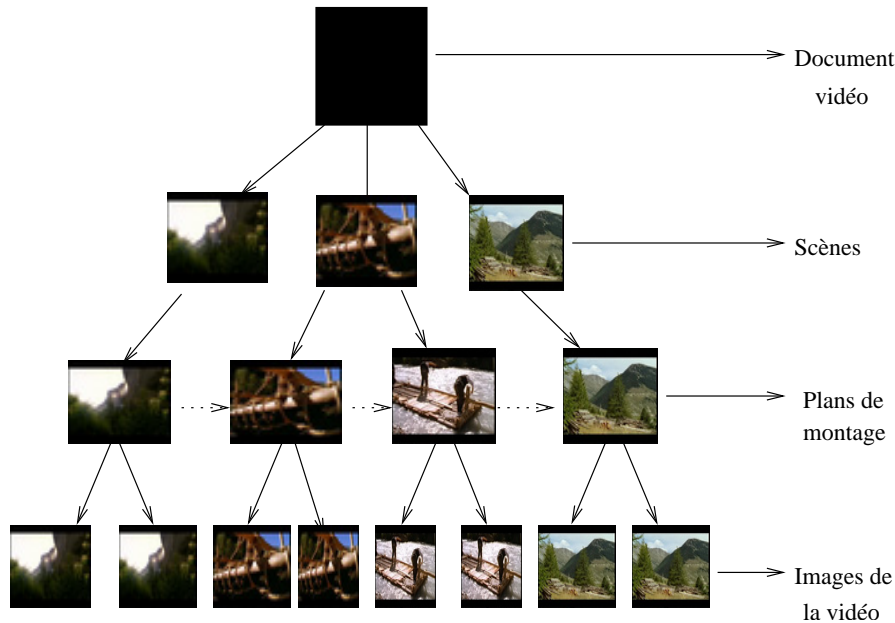 Document
vidéo
Scènes
Plans de
montage
Images de
la vidéo